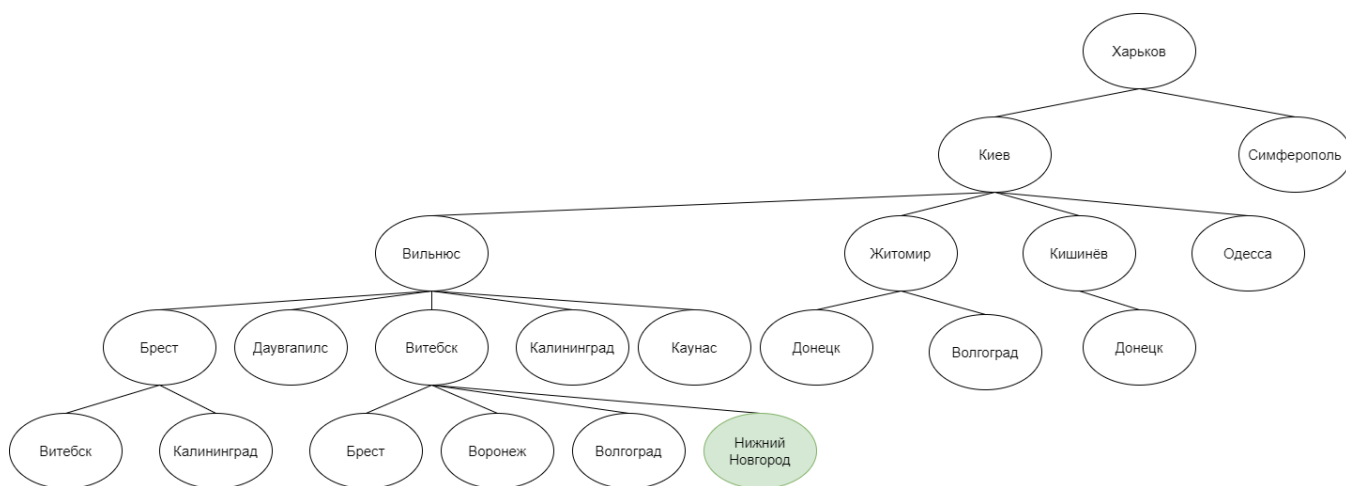 Харьков
Киев
Симферополь
Вильнюс
Житомир
Кишинёв
Одесса
Брест
Даувгапилс
Витебск
Калининград
Каунас
Донецк
Волгоград
Донецк
Витебск
Калининград
Брест
Воронеж
Волгоград
Нижний
Новгород